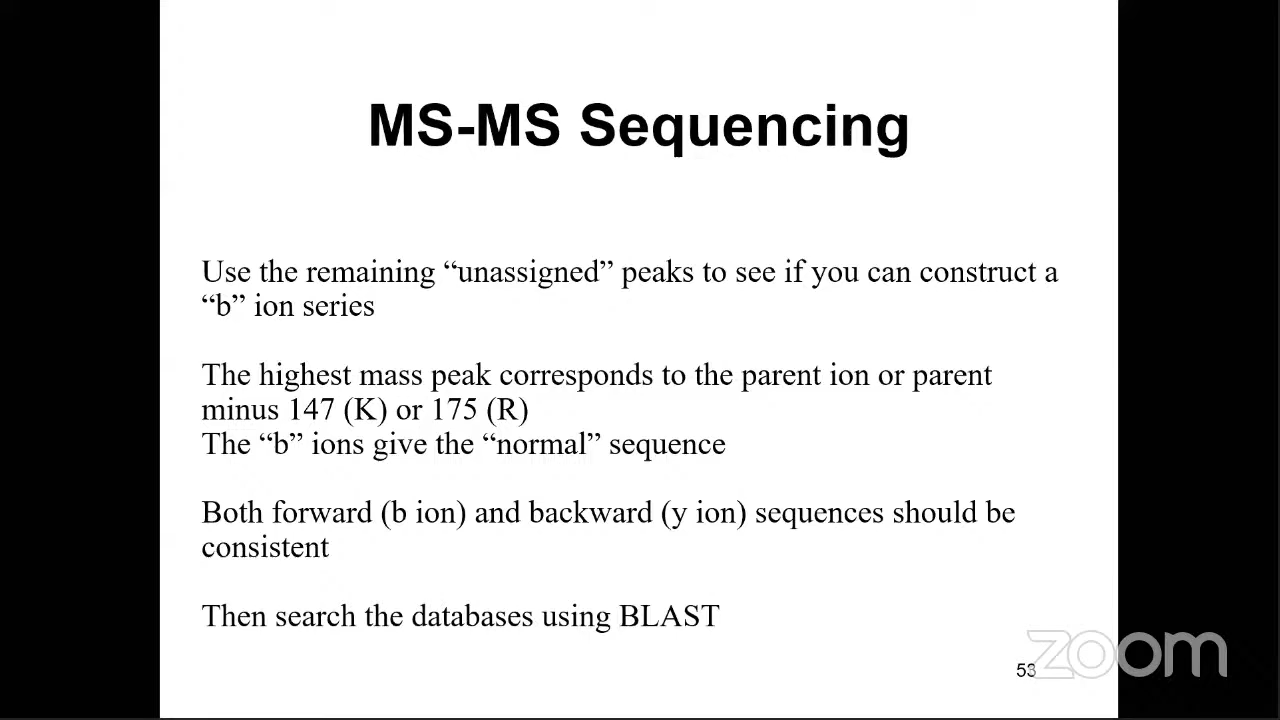 MS-MS Sequencing
Use the remaining “unassigned” peaks to see if you can construct a
“b” ion series
The highest mass peak corresponds to the parent ion or parent
minus 147 (K) or 175 (R)
The “b” ions give the “normal” sequence
Both forward (b ion) and backward (y ion) sequences should be
consistent
Then search the databases using BLAST
53
zoom